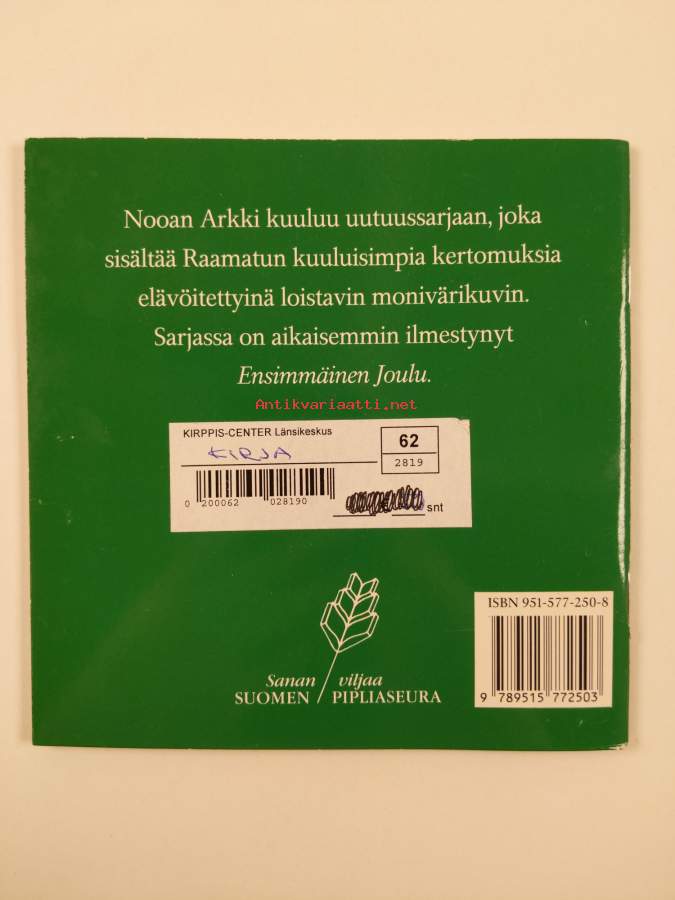 Nooan Arkki kuuluu uutuussarjaan, joka
sisältää Raamatun kuuluisimpia kertomuksia
elävöitettyinä loistavin monivärikuvin.
Sarjassa on aikaisemmin ilmestynyt
Ensimmäinen Joulu.
Antikvariaatti.net
KIRPPIS-CENTER Länsikeskus
KIRJA
62
2819
0 200062 028190
snt
ISBN 951-577-250-8
9 789515 772503
Sanan viljaa
SUOMEN PIPLIASEURA